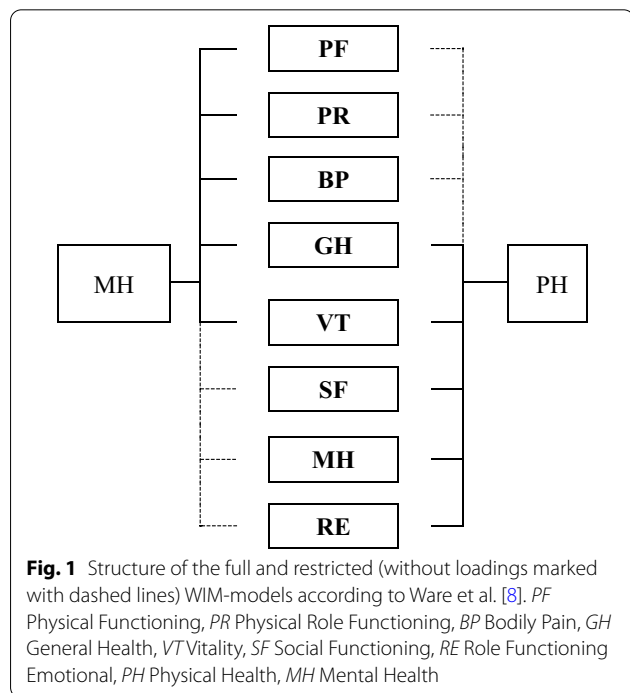 PF
PR
BP
GH
MH
PH
VT
SF
MH
RE
Fig. 1 Structure of the full and restricted (without loadings marked
with dashed lines) WIM-models according to Ware et al. [8]. PF
Physical Functioning, PR Physical Role Functioning, BP Bodily Pain, GH
General Health, VT Vitality, SF Social Functioning, RE Role Functioning
Emotional, PH Physical Health, MH Mental Health